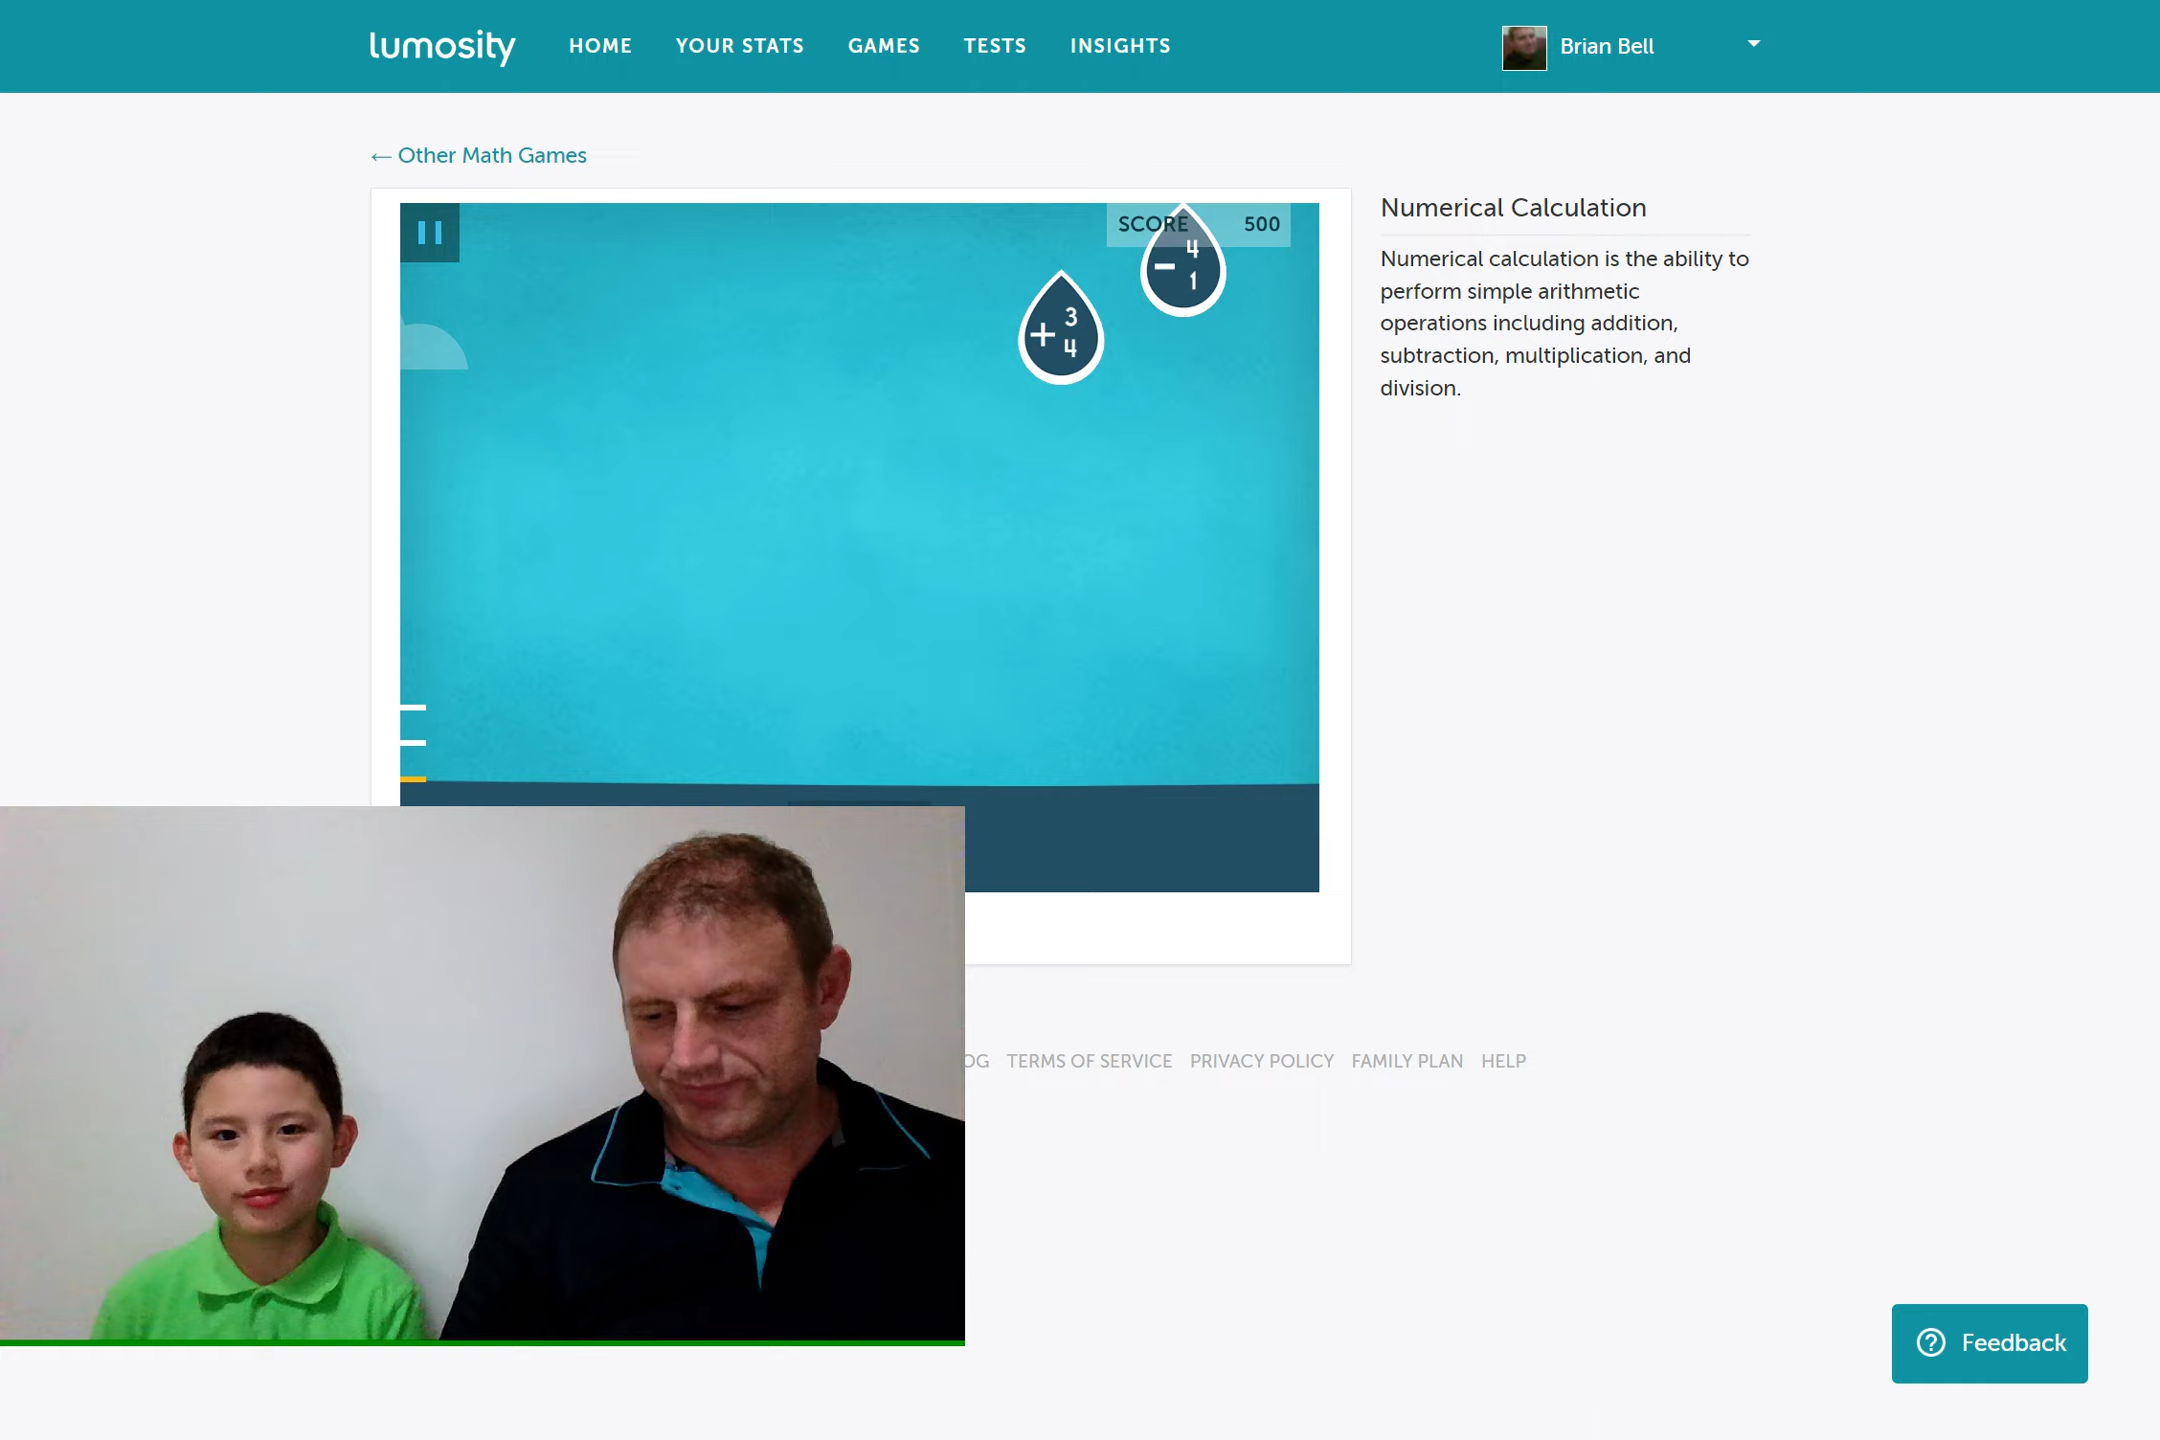 lumosity
HOME
YOUR STATS
GAMES
TESTS
INSIGHTS
Brian Bell
← Other Math Games
SCORE 500
4
− 1
3
+ 4
Numerical Calculation
Numerical calculation is the ability to
perform simple arithmetic
operations including addition,
subtraction, multiplication, and
division.
OG
TERMS OF SERVICE
PRIVACY POLICY
FAMILY PLAN
HELP
? Feedback